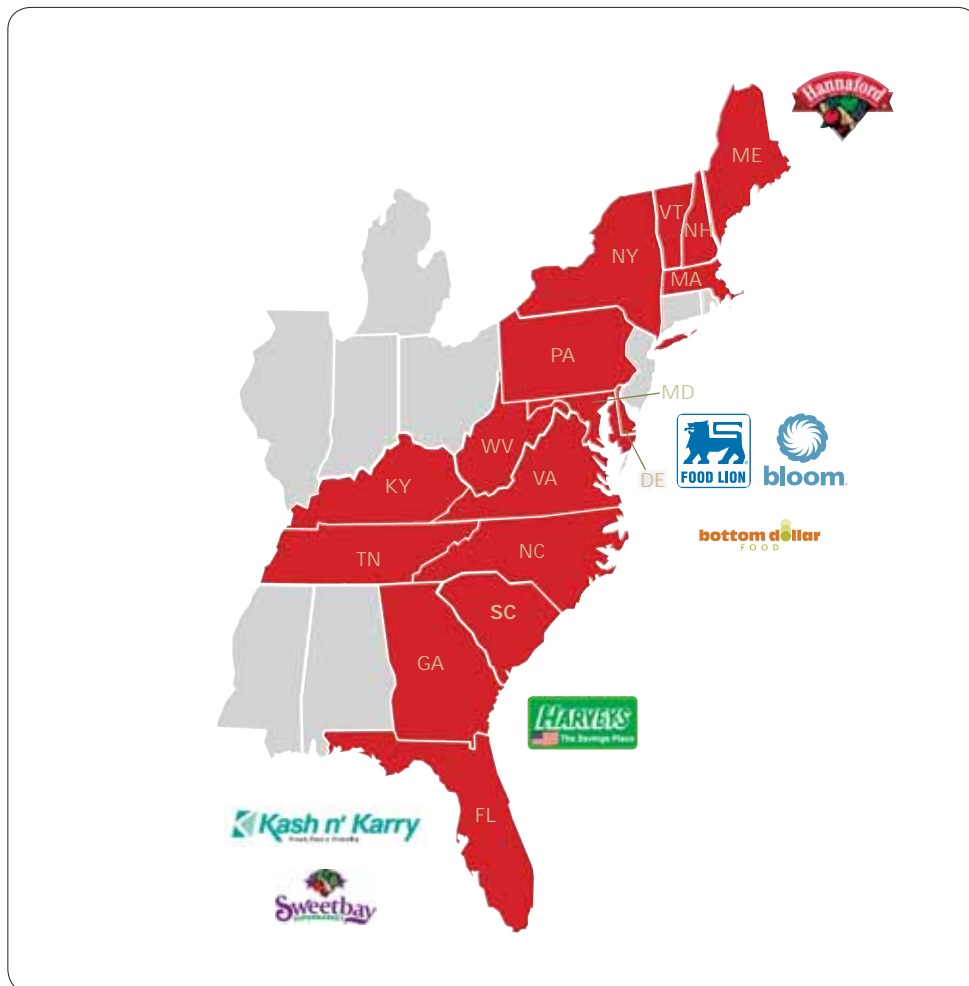 Hannaford
ME
VT
NH
NY
MA
PA
MD
WV
FOOD LION
bloom
DE
KY
VA
bottom dollar
FOOD
NC
TN
SC
GA
HARVEYS
The Savings Place
FL
Kash n' Karry
Sweetbay
SUPERMARKET